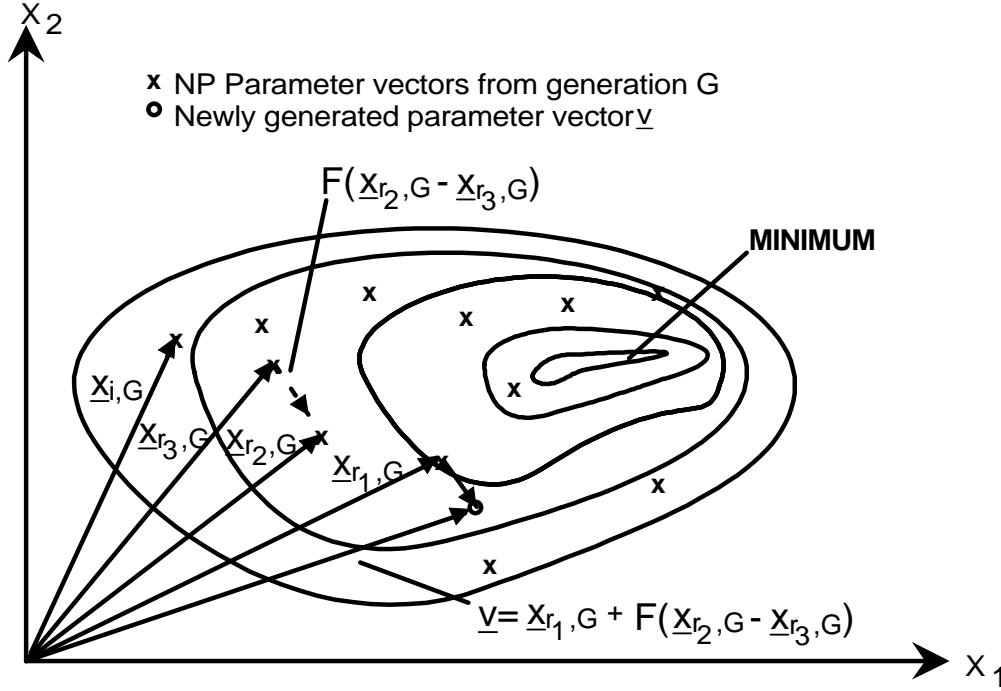 X2
x NP Parameter vectors from generation G
Newly generated parameter vector v
F(xr2,G - xr3,G)
MINIMUM
xi,G
xr3,G
xr2,G
xr1,G
v= xr1,G + F(xr2,G - xr3,G)
X1